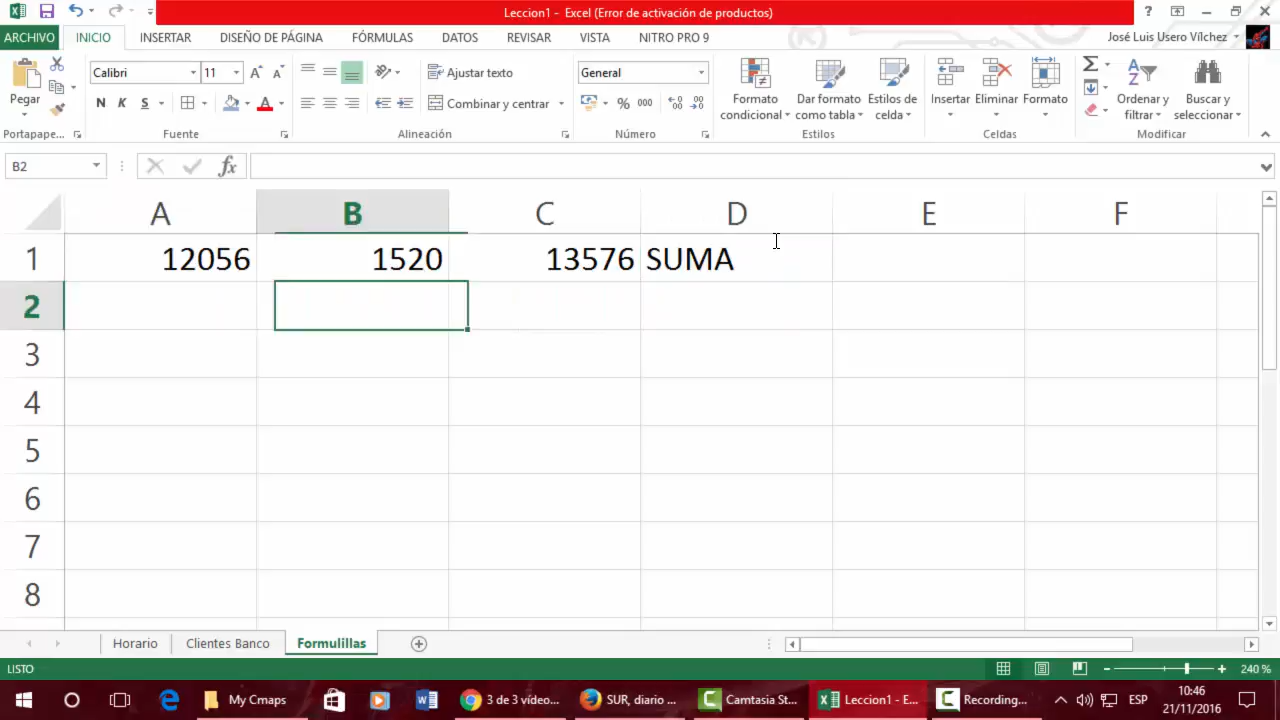 Leccion1 - Excel (Error de activación de productos)
ARCHIVO INICIO INSERTAR DISEÑO DE PÁGINA FÓRMULAS DATOS REVISAR VISTA NITRO PRO 9 José Luis Usero Vílchez
Pegar
Calibri 11
N K S
Ajustar texto
Combinar y centrar
General
% 000
Formato condicional
Dar formato como tabla
Estilos de celda
Insertar Eliminar Formato
Ordenar y filtrar
Buscar y seleccionar
Portapape... Fuente Alineación Número Estilos Celdas Modificar
B2 fx
A B C D E F
1 12056 1520 13576 SUMA
2
3
4
5
6
7
8
Horario Clientes Banco Formulillas
LISTO 240 %
My Cmaps 3 de 3 vídeo... SUR, diario ... Camtasia St... Leccion1 - E... Recording... ESP 10:46
21/11/2016